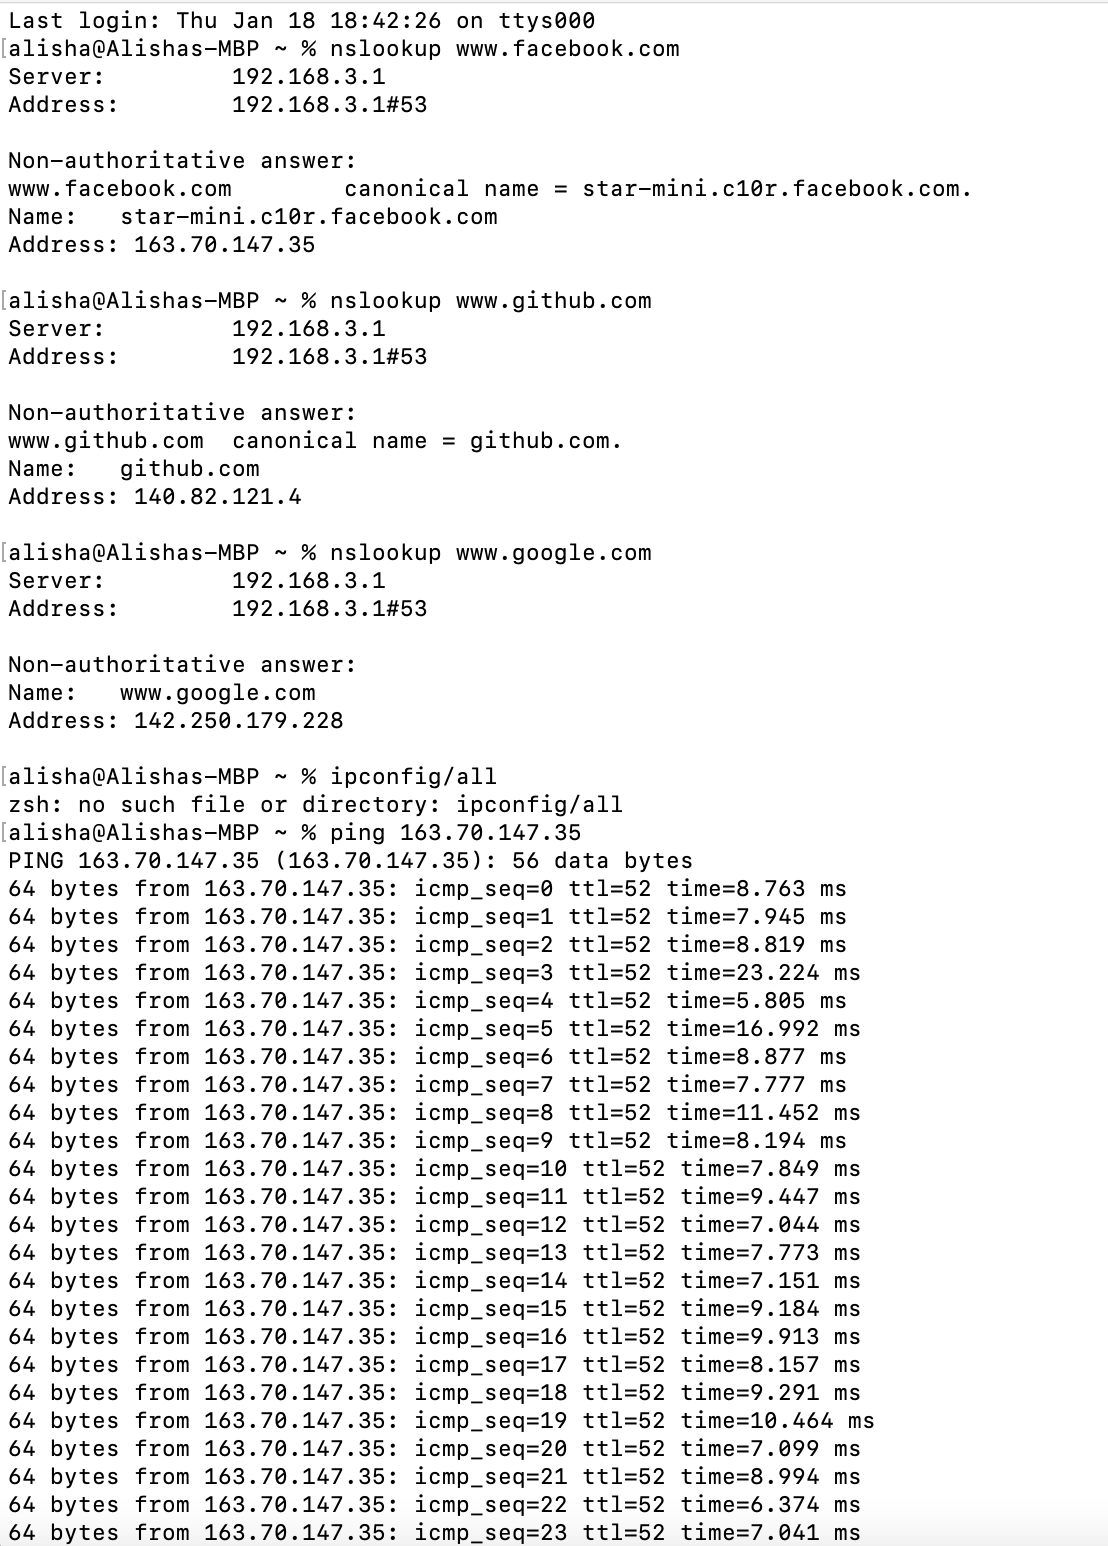 Last login: Thu Jan 18 18:42:26 on ttys000
[alisha@Alishas-MBP ~ % nslookup www.facebook.com
Server:         192.168.3.1
Address:        192.168.3.1#53

Non-authoritative answer:
www.facebook.com        canonical name = star-mini.c10r.facebook.com.
Name:   star-mini.c10r.facebook.com
Address: 163.70.147.35

[alisha@Alishas-MBP ~ % nslookup www.github.com
Server:         192.168.3.1
Address:        192.168.3.1#53

Non-authoritative answer:
www.github.com  canonical name = github.com.
Name:   github.com
Address: 140.82.121.4

[alisha@Alishas-MBP ~ % nslookup www.google.com
Server:         192.168.3.1
Address:        192.168.3.1#53

Non-authoritative answer:
Name:   www.google.com
Address: 142.250.179.228

[alisha@Alishas-MBP ~ % ipconfig/all
zsh: no such file or directory: ipconfig/all
[alisha@Alishas-MBP ~ % ping 163.70.147.35
PING 163.70.147.35 (163.70.147.35): 56 data bytes
64 bytes from 163.70.147.35: icmp_seq=0 ttl=52 time=8.763 ms
64 bytes from 163.70.147.35: icmp_seq=1 ttl=52 time=7.945 ms
64 bytes from 163.70.147.35: icmp_seq=2 ttl=52 time=8.819 ms
64 bytes from 163.70.147.35: icmp_seq=3 ttl=52 time=23.224 ms
64 bytes from 163.70.147.35: icmp_seq=4 ttl=52 time=5.805 ms
64 bytes from 163.70.147.35: icmp_seq=5 ttl=52 time=16.992 ms
64 bytes from 163.70.147.35: icmp_seq=6 ttl=52 time=8.877 ms
64 bytes from 163.70.147.35: icmp_seq=7 ttl=52 time=7.777 ms
64 bytes from 163.70.147.35: icmp_seq=8 ttl=52 time=11.452 ms
64 bytes from 163.70.147.35: icmp_seq=9 ttl=52 time=8.194 ms
64 bytes from 163.70.147.35: icmp_seq=10 ttl=52 time=7.849 ms
64 bytes from 163.70.147.35: icmp_seq=11 ttl=52 time=9.447 ms
64 bytes from 163.70.147.35: icmp_seq=12 ttl=52 time=7.044 ms
64 bytes from 163.70.147.35: icmp_seq=13 ttl=52 time=7.773 ms
64 bytes from 163.70.147.35: icmp_seq=14 ttl=52 time=7.151 ms
64 bytes from 163.70.147.35: icmp_seq=15 ttl=52 time=9.184 ms
64 bytes from 163.70.147.35: icmp_seq=16 ttl=52 time=9.913 ms
64 bytes from 163.70.147.35: icmp_seq=17 ttl=52 time=8.157 ms
64 bytes from 163.70.147.35: icmp_seq=18 ttl=52 time=9.291 ms
64 bytes from 163.70.147.35: icmp_seq=19 ttl=52 time=10.464 ms
64 bytes from 163.70.147.35: icmp_seq=20 ttl=52 time=7.099 ms
64 bytes from 163.70.147.35: icmp_seq=21 ttl=52 time=8.994 ms
64 bytes from 163.70.147.35: icmp_seq=22 ttl=52 time=6.374 ms
64 bytes from 163.70.147.35: icmp_seq=23 ttl=52 time=7.041 ms